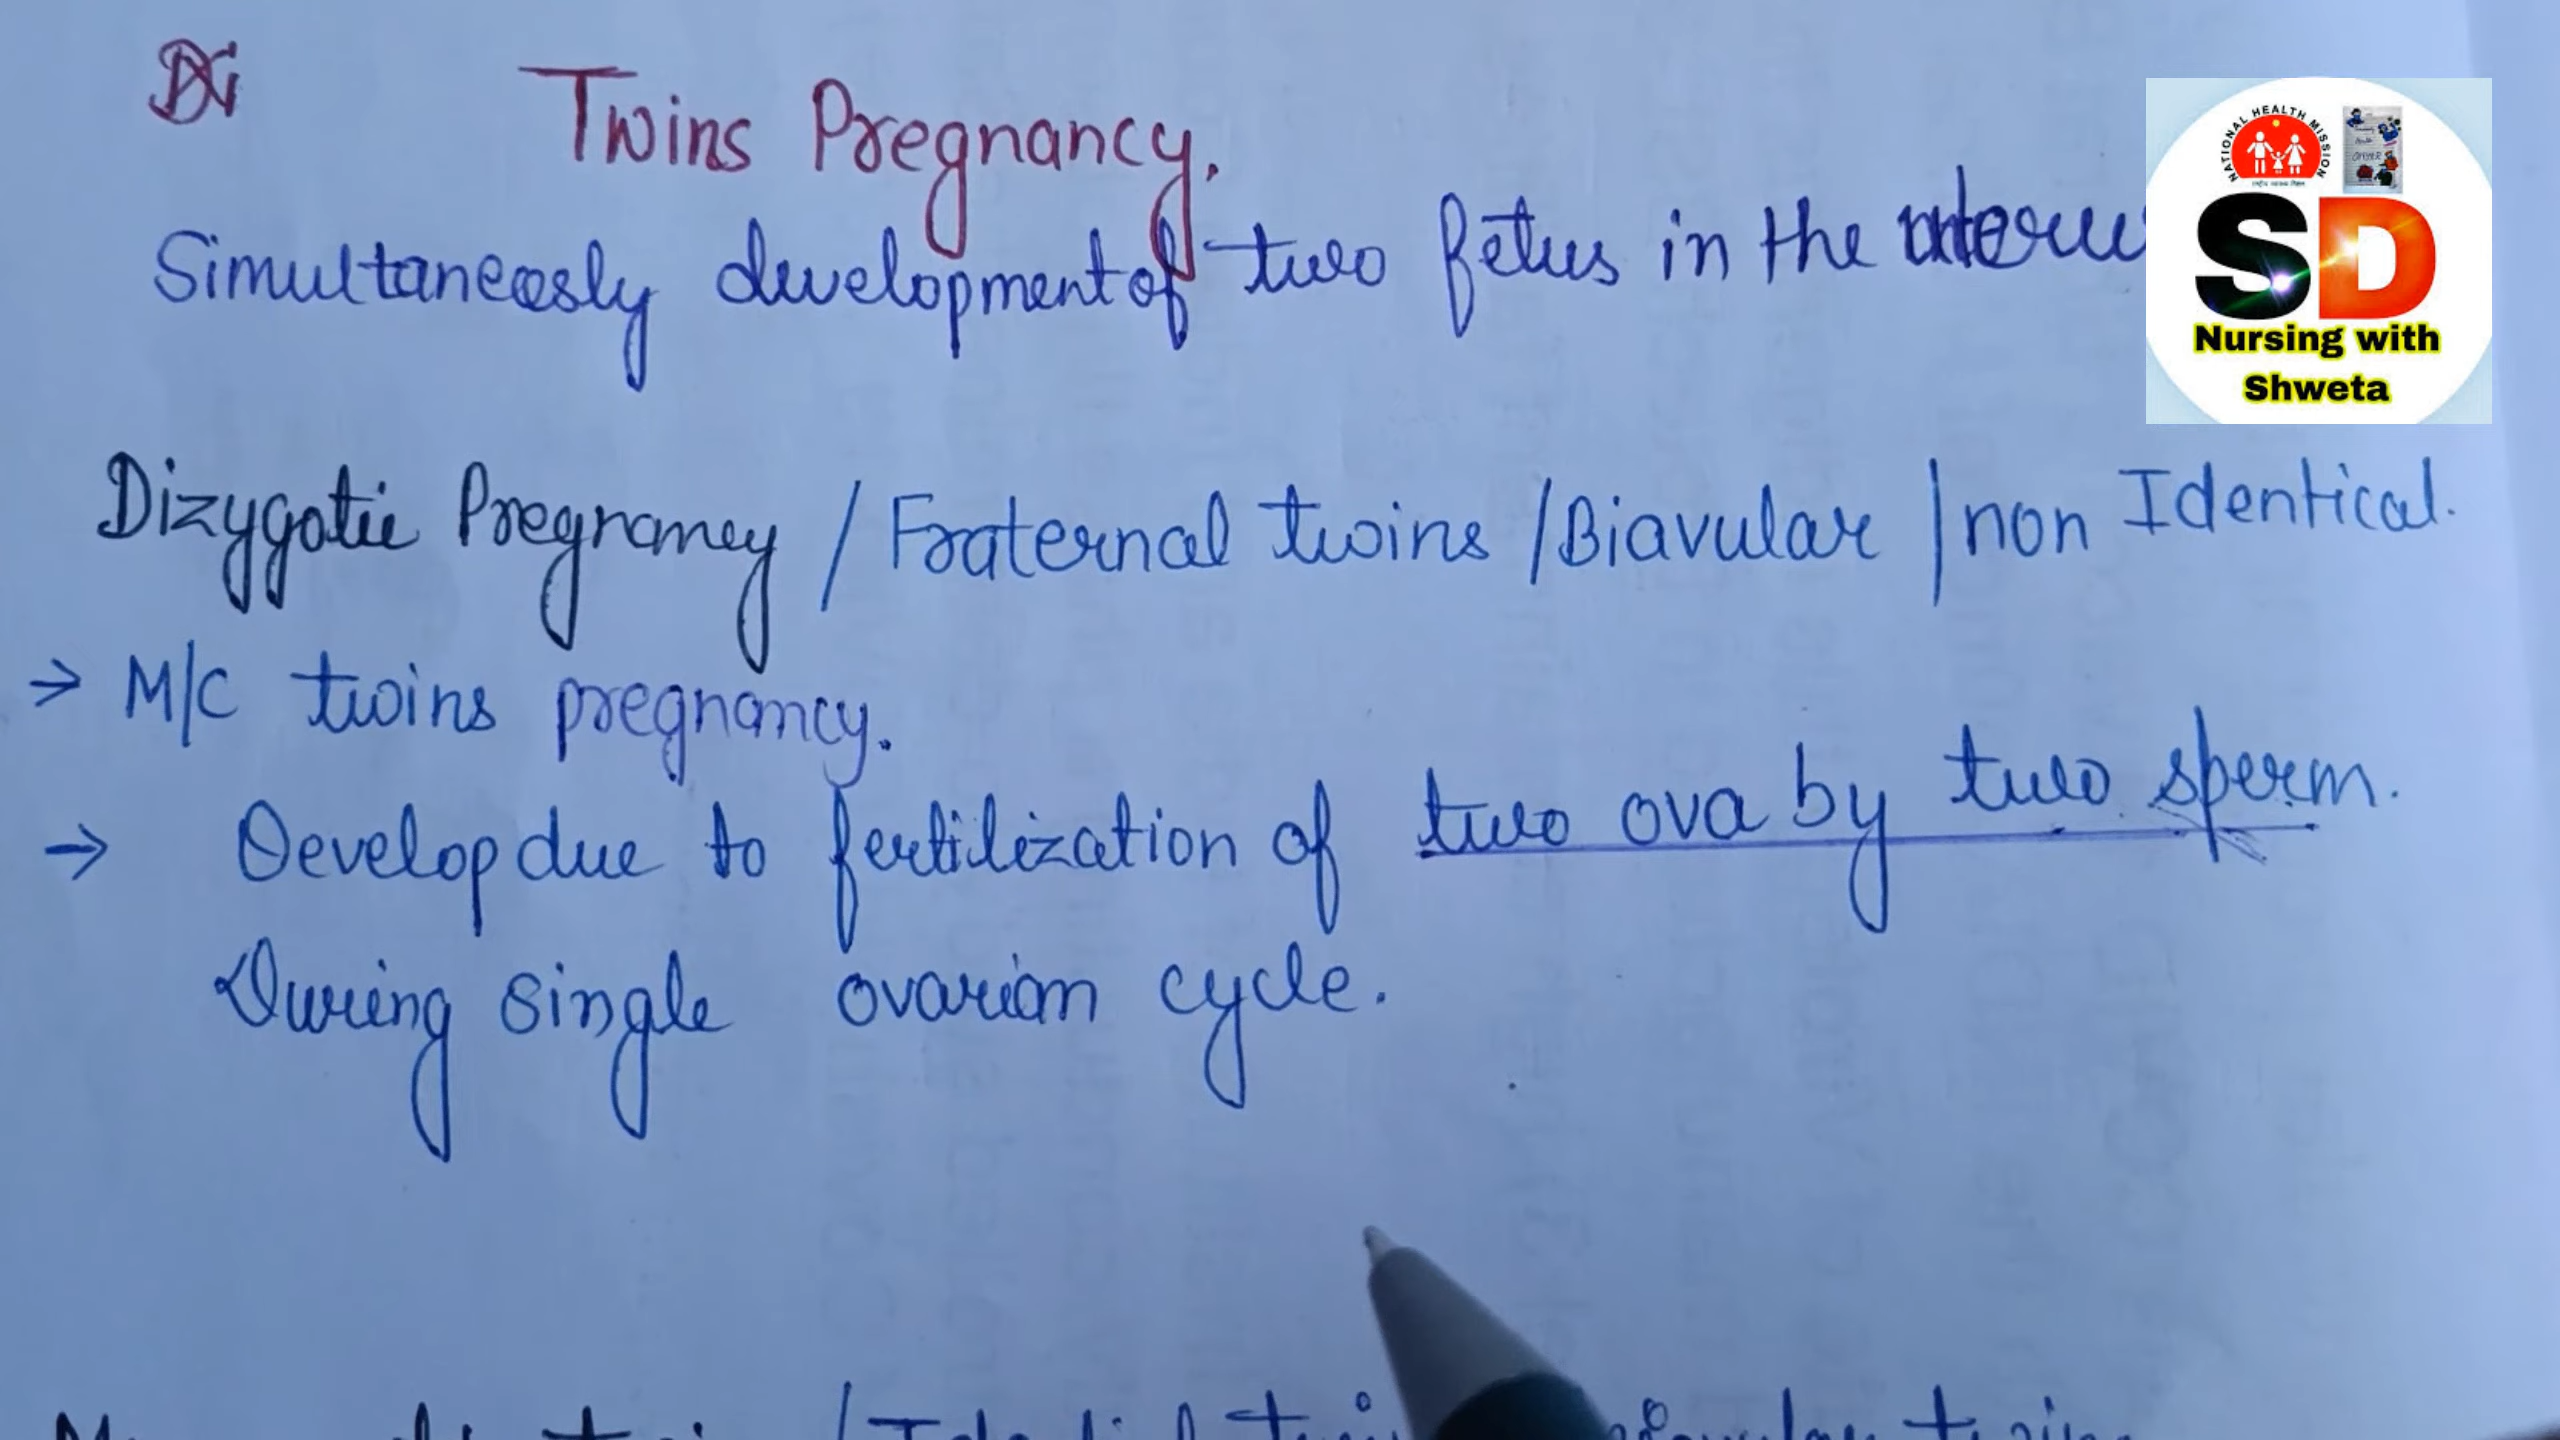 Twins Pregnancy.
Simultaneosly development of two fetus in the
NATIONAL HEALTH MISSION
SD
Nursing with
Shweta
Dizygotic Pregnancy / Fraternal twins / Biavular / non Identical.
→ M/C twins pregnancy.
→ Develop due to fertilization of two ova by two sperm.
During single ovarian cycle.